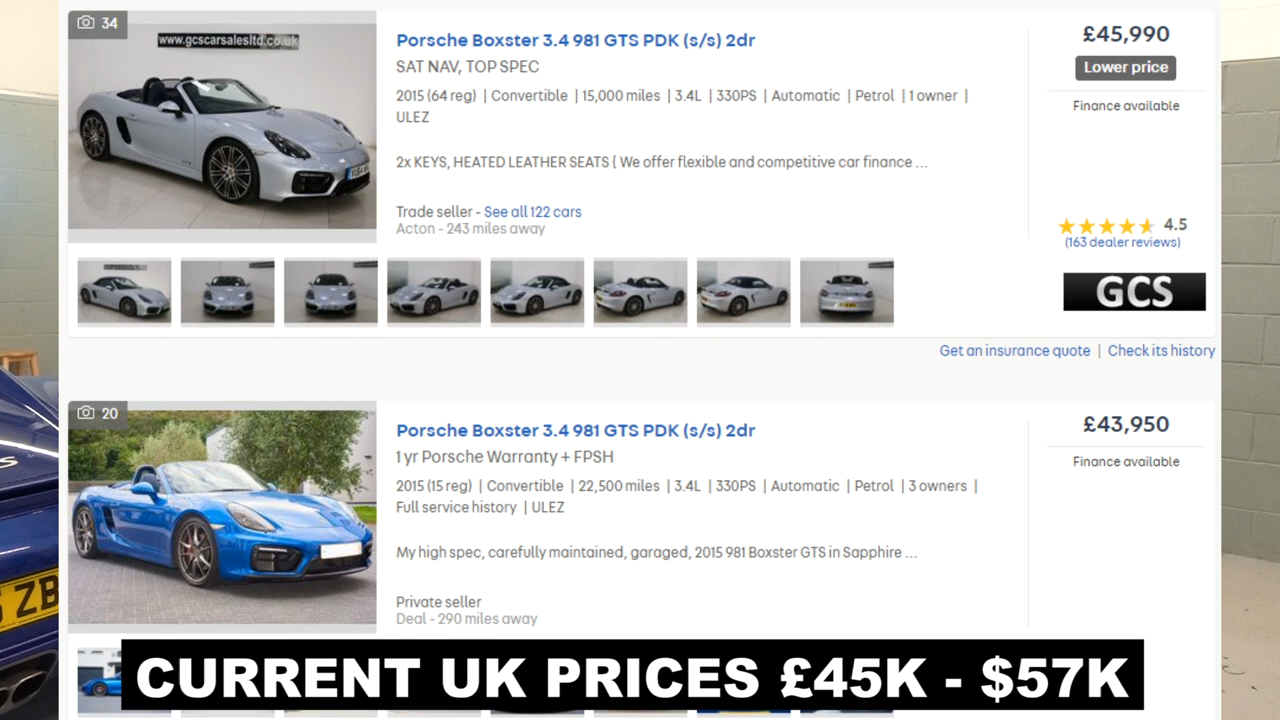 34
www.gcscarsalesltd.co.uk
Porsche Boxster 3.4 981 GTS PDK (s/s) 2dr
SAT NAV, TOP SPEC
2015 (64 reg) | Convertible | 15,000 miles | 3.4L | 330PS | Automatic | Petrol | 1 owner |
ULEZ
2x KEYS, HEATED LEATHER SEATS { We offer flexible and competitive car finance ...
Trade seller - See all 122 cars
Acton - 243 miles away
£45,990
Lower price
Finance available
4.5
(163 dealer reviews)
GCS
Get an insurance quote | Check its history
20
Porsche Boxster 3.4 981 GTS PDK (s/s) 2dr
1 yr Porsche Warranty + FPSH
2015 (15 reg) | Convertible | 22,500 miles | 3.4L | 330PS | Automatic | Petrol | 3 owners |
Full service history | ULEZ
My high spec, carefully maintained, garaged, 2015 981 Boxster GTS in Sapphire ...
Private seller
Deal - 290 miles away
£43,950
Finance available
S
ZB
CURRENT UK PRICES £45K - $57K